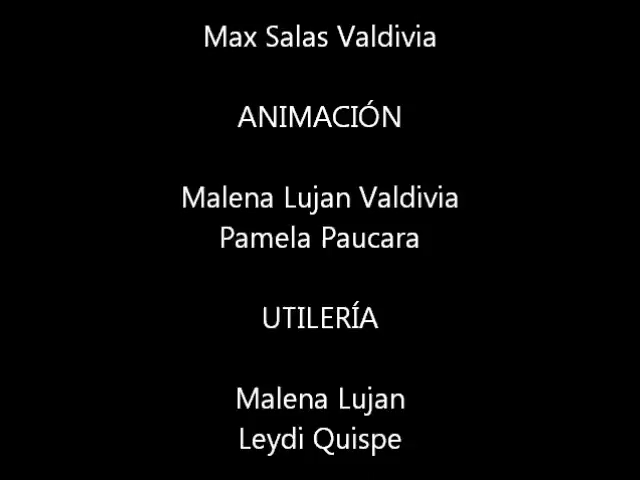 Max Salas Valdivia
ANIMACIÓN
Malena Lujan Valdivia
Pamela Paucara
UTILERÍA
Malena Lujan
Leydi Quispe